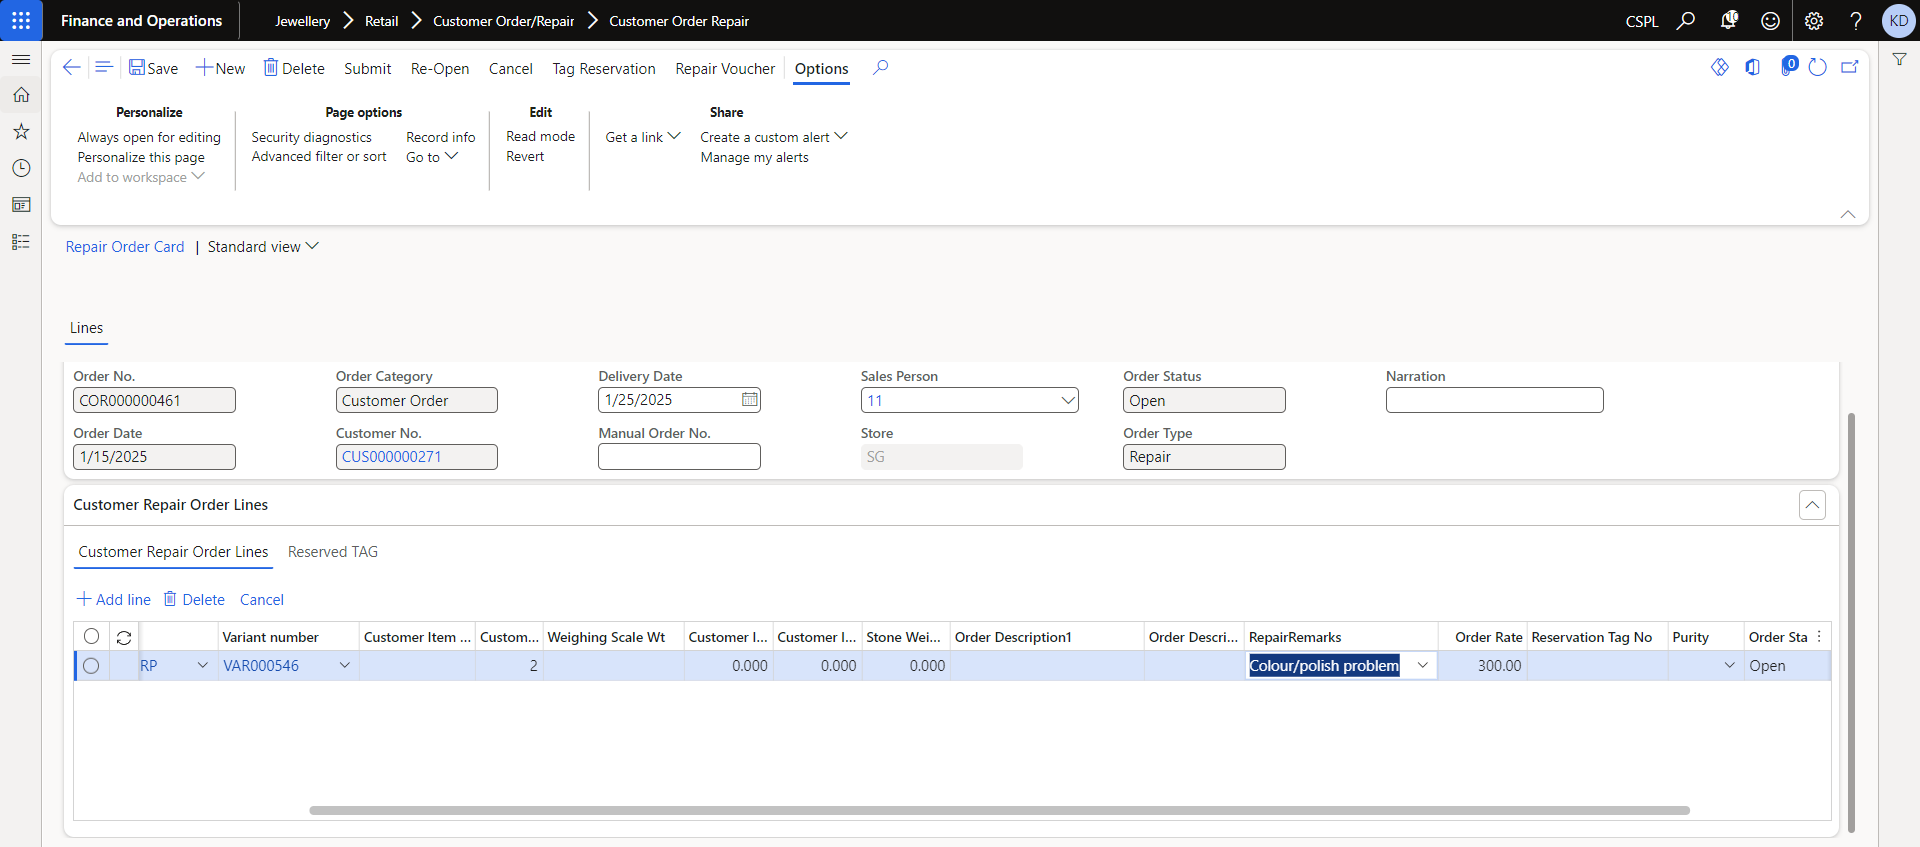 Finance and Operations
Jewellery > Retail > Customer Order/Repair > Customer Order Repair
CSPL
KD
Save New Delete Submit Re-Open Cancel Tag Reservation Repair Voucher Options
0
Personalize
Always open for editing
Personalize this page
Add to workspace
Page options
Security diagnostics
Advanced filter or sort
Record info
Go to
Edit
Read mode
Revert
Get a link
Share
Create a custom alert
Manage my alerts
Repair Order Card | Standard view
Lines
Order No.
COR000000461
Order Category
Customer Order
Delivery Date
1/25/2025
Sales Person
11
Order Status
Open
Narration
Order Date
1/15/2025
Customer No.
CUS000000271
Manual Order No.
Store
SG
Order Type
Repair
Customer Repair Order Lines
Customer Repair Order Lines Reserved TAG
Add line Delete Cancel
Variant number Customer Item ... Custom... Weighing Scale Wt Customer I... Customer I... Stone Wei... Order Description1 Order Descri... RepairRemarks Order Rate Reservation Tag No Purity Order Sta
RP VAR000546 2 0.000 0.000 0.000 Colour/polish problem 300.00 Open